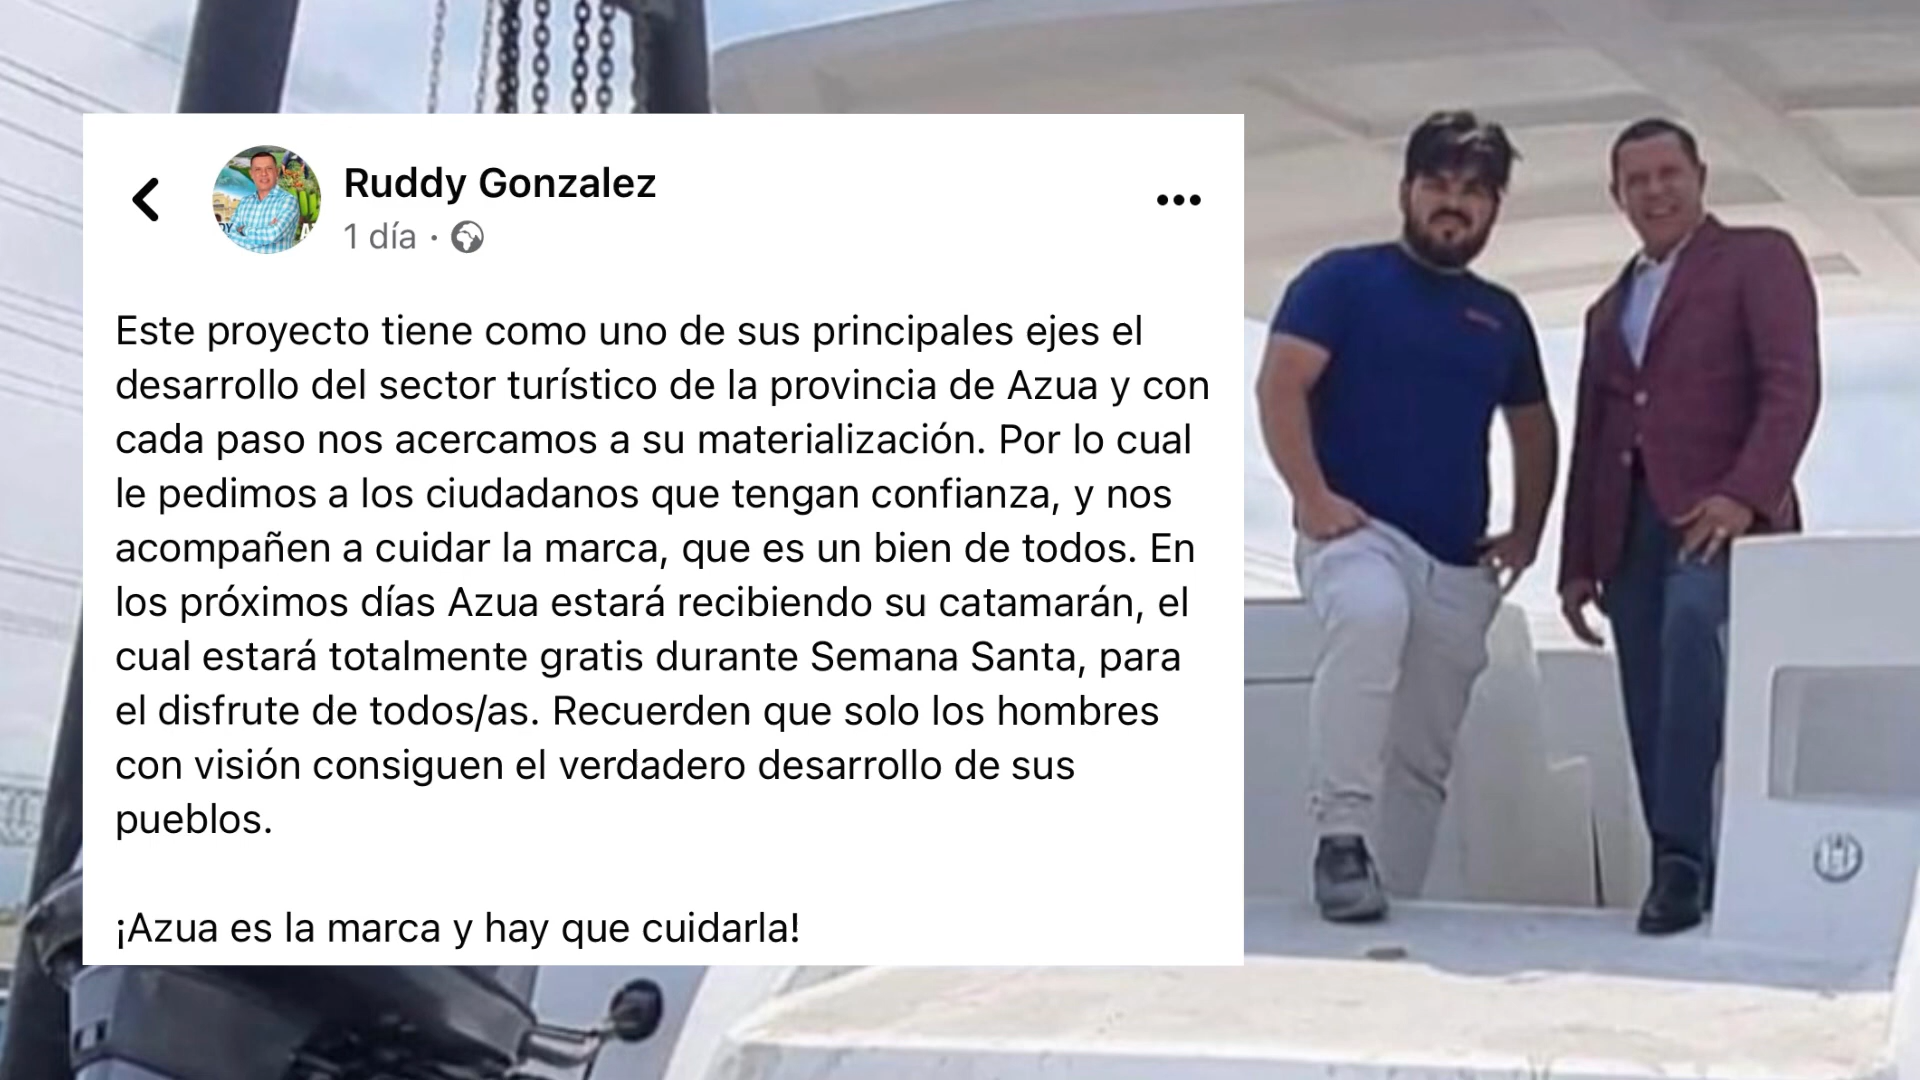 Ruddy Gonzalez
1 día ·
Este proyecto tiene como uno de sus principales ejes el
desarrollo del sector turístico de la provincia de Azua y con
cada paso nos acercamos a su materialización. Por lo cual
le pedimos a los ciudadanos que tengan confianza, y nos
acompañen a cuidar la marca, que es un bien de todos. En
los próximos días Azua estará recibiendo su catamarán, el
cual estará totalmente gratis durante Semana Santa, para
el disfrute de todos/as. Recuerden que solo los hombres
con visión consiguen el verdadero desarrollo de sus
pueblos.
¡Azua es la marca y hay que cuidarla!